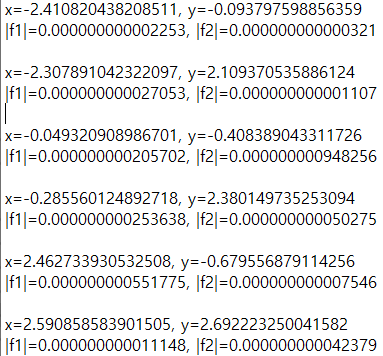 x=-2.410820438208511, y=-0.093797598856359
|f1|=0.000000000002253, |f2|=0.000000000000321
x=-2.307891042322097, y=2.109370535886124
|f1|=0.000000000027053, |f2|=0.000000000001107
x=-0.049320908986701, y=-0.408389043311726
|f1|=0.000000000205702, |f2|=0.000000000948256
x=-0.285560124892718, y=2.380149735253094
|f1|=0.000000000253638, |f2|=0.000000000050275
x=2.462733930532508, y=-0.679556879114256
|f1|=0.000000000551775, |f2|=0.000000000007546
x=2.590858583901505, y=2.692223250041582
|f1|=0.000000000011148, |f2|=0.000000000042379